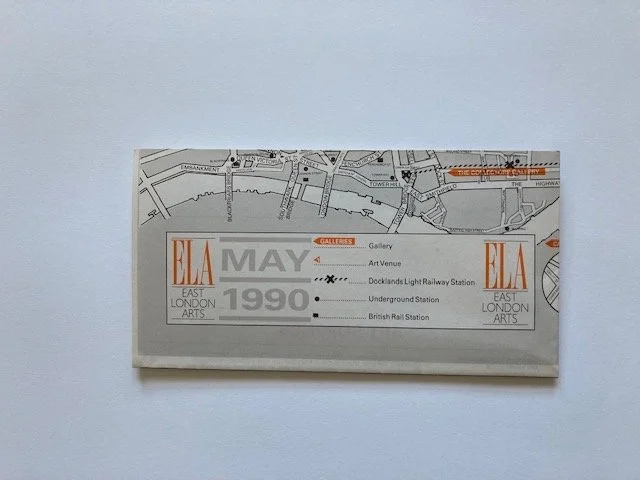 EMBANKMENT
TOWER HILL
THE COLLECTORS GALLERY
THE HIGHWAY
ELA
EAST
LONDON
ARTS
MAY
1990
GALLERIES Gallery
Art Venue
Docklands Light Railway Station
Underground Station
British Rail Station
ELA
EAST
LONDON
ARTS